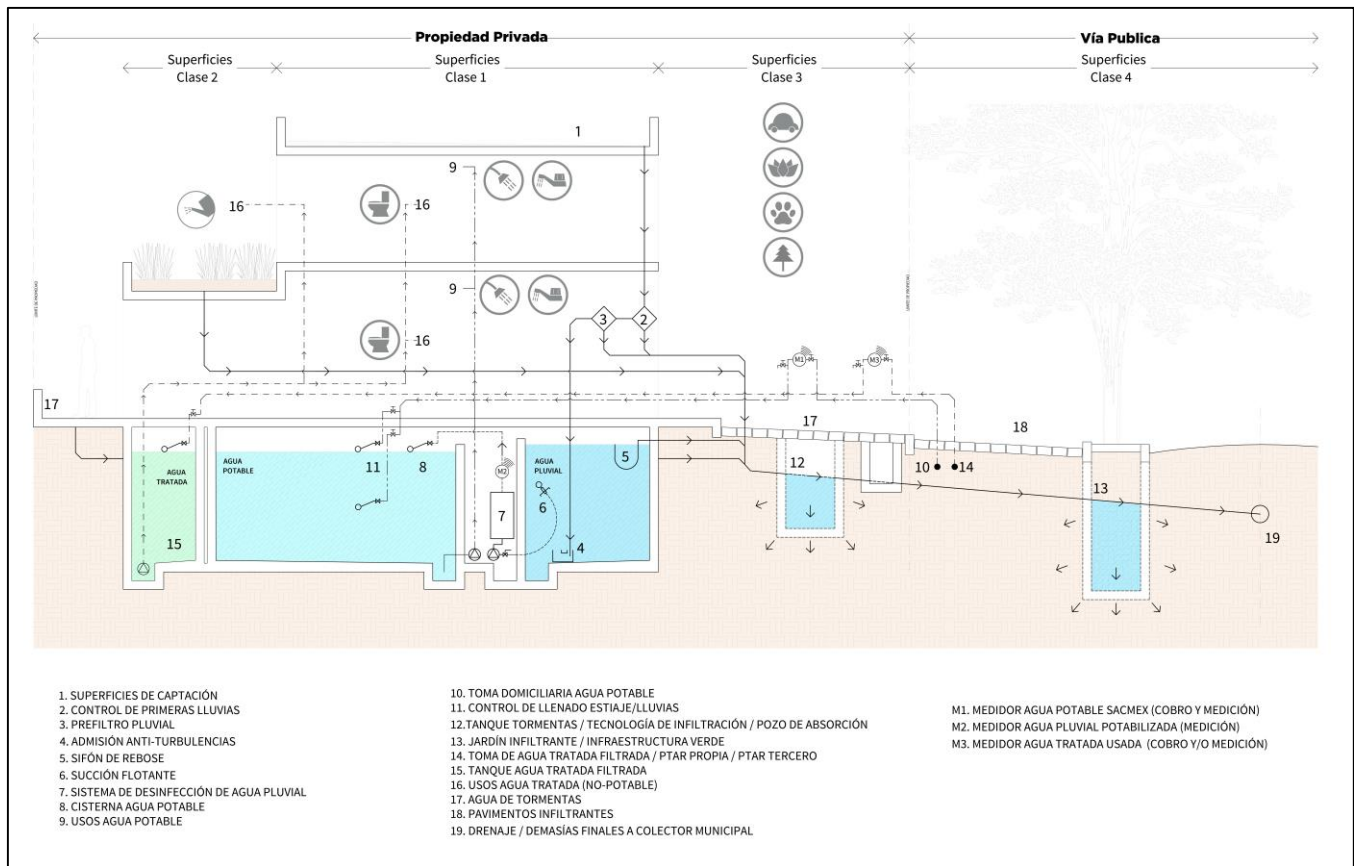 Propiedad Privada
Vía Publica
Superficies
Clase 2
Superficies
Clase 1
Superficies
Clase 3
Superficies
Clase 4
1
9
16
16
9
3
2
16
M1
M3
17
17
18
AGUA
TRATADA
AGUA
POTABLE
11
8
M2
AGUA
PLUVIAL
5
12
10
14
6
13
7
15
4
19
1. SUPERFICIES DE CAPTACIÓN
2. CONTROL DE PRIMERAS LLUVIAS
3. PREFILTRO PLUVIAL
4. ADMISIÓN ANTI-TURBULENCIAS
5. SIFÓN DE REBOSE
6. SUCCIÓN FLOTANTE
7. SISTEMA DE DESINFECCIÓN DE AGUA PLUVIAL
8. CISTERNA AGUA POTABLE
9. USOS AGUA POTABLE
10. TOMA DOMICILIARIA AGUA POTABLE
11. CONTROL DE LLENADO ESTIAJE/LLUVIAS
12.TANQUE TORMENTAS / TECNOLOGÍA DE INFILTRACIÓN / POZO DE ABSORCIÓN
13. JARDÍN INFILTRANTE / INFRAESTRUCTURA VERDE
14. TOMA DE AGUA TRATADA FILTRADA / PTAR PROPIA / PTAR TERCERO
15. TANQUE AGUA TRATADA FILTRADA
16. USOS AGUA TRATADA (NO-POTABLE)
17. AGUA DE TORMENTAS
18. PAVIMENTOS INFILTRANTES
19. DRENAJE / DEMASÍAS FINALES A COLECTOR MUNICIPAL
M1. MEDIDOR AGUA POTABLE SACMEX (COBRO Y MEDICIÓN)
M2. MEDIDOR AGUA PLUVIAL POTABILIZADA (MEDICIÓN)
M3. MEDIDOR AGUA TRATADA USADA (COBRO Y/O MEDICIÓN)